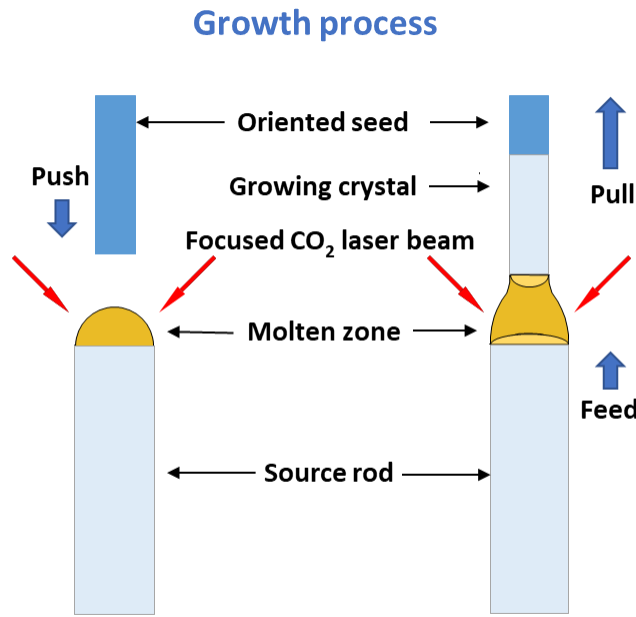 Growth process
Oriented seed
Push
Growing crystal
Pull
Focused CO₂ laser beam
Molten zone
Feed
Source rod